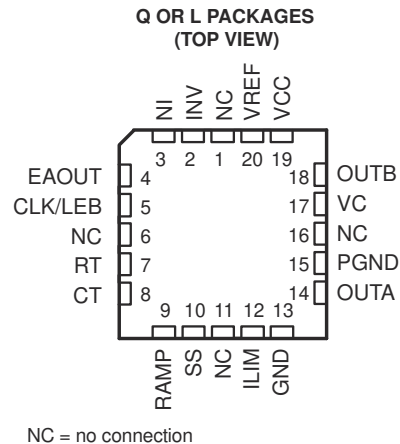 Q OR L PACKAGES
(TOP VIEW)
NI INV NC VREF VCC
3 2 1 20 19
EAOUT 4 18 OUTB
CLK/LEB 5 17 VC
NC 6 16 NC
RT 7 15 PGND
CT 8 14 OUTA
9 10 11 12 13
RAMP SS NC ILIM GND
NC = no connection